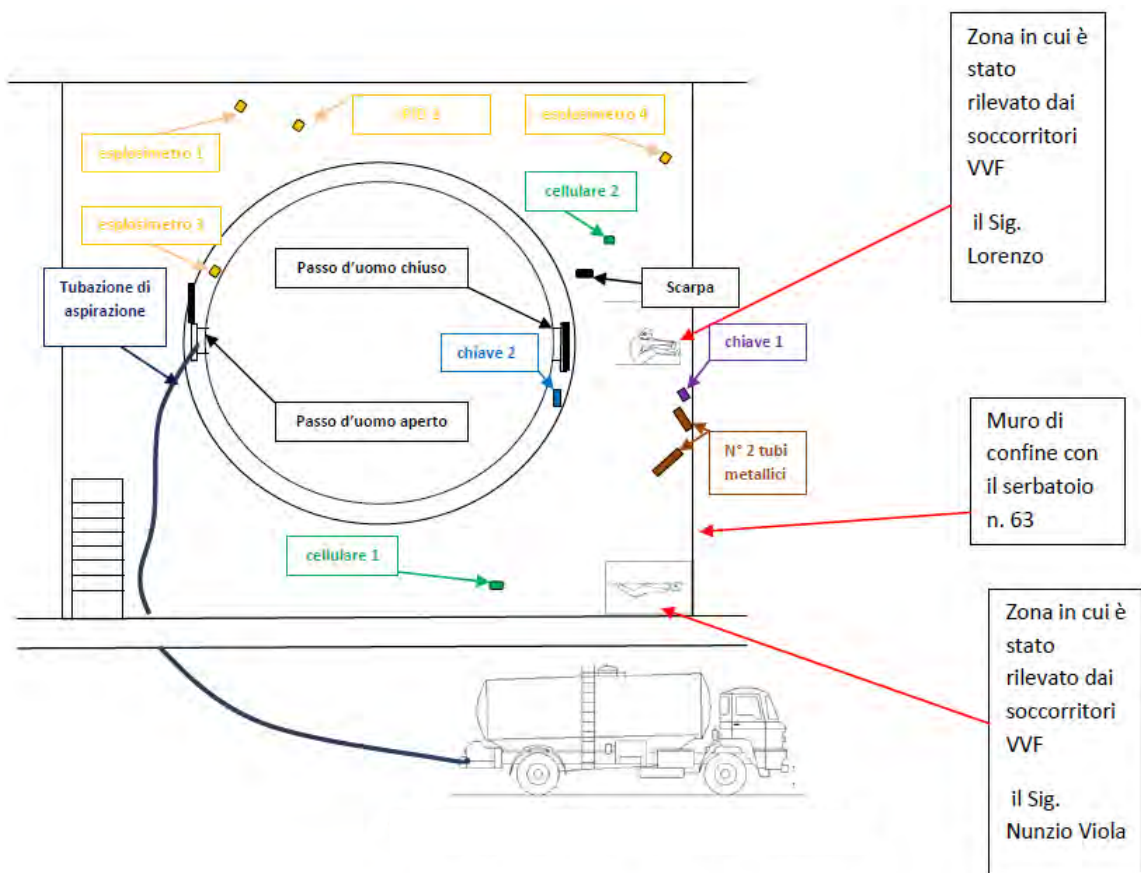 Zona in cui è
stato
rilevato dai
soccorritori
VVF
il Sig.
Lorenzo
esplosimetro 4
esplosimetro 1
cellulare 2
esplosimetro 3
Passo d'uomo chiuso
Tubazione di
aspirazione
Scarpa
chiave 2
chiave 1
Passo d'uomo aperto
N° 2 tubi
metallici
Muro di
confine con
il serbatoio
n. 63
cellulare 1
Zona in cui è
stato
rilevato dai
soccorritori
VVF
il Sig.
Nunzio Viola